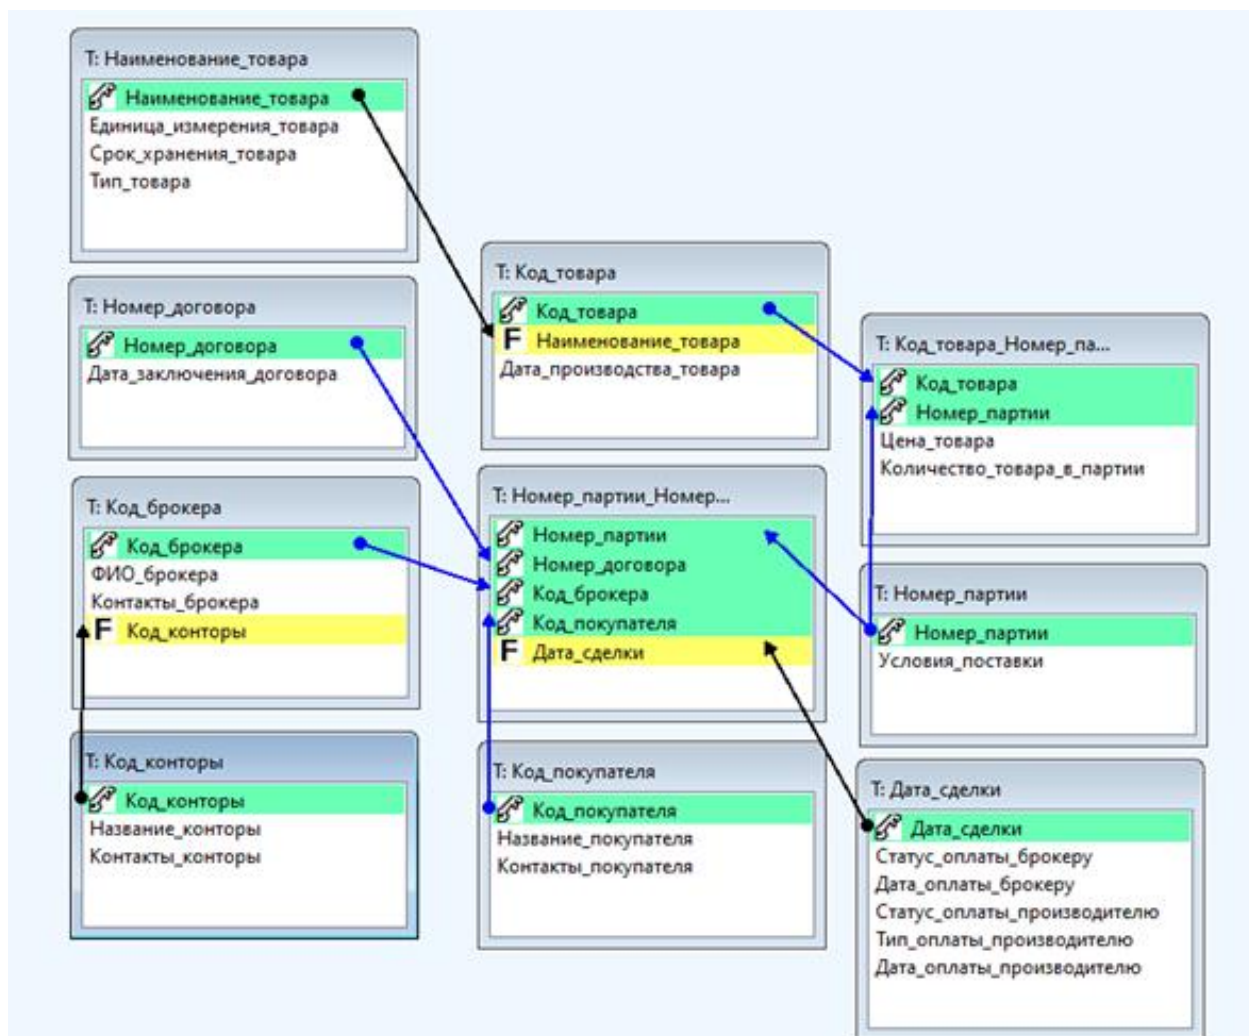 T: Наименование_товара
Наименование_товара
Единица_измерения_товара
Срок_хранения_товара
Тип_товара
T: Номер_договора
Номер_договора
Дата_заключения_договора
T: Код_брокера
Код_брокера
ФИО_брокера
Контакты_брокера
F Код_конторы
T: Код_конторы
Код_конторы
Название_конторы
Контакты_конторы
T: Код_товара
Код_товара
F Наименование_товара
Дата_производства_товара
T: Номер_партии_Номер...
Номер_партии
Номер_договора
Код_брокера
Код_покупателя
F Дата_сделки
T: Код_покупателя
Код_покупателя
Название_покупателя
Контакты_покупателя
T: Код_товара_Номер_па...
Код_товара
Номер_партии
Цена_товара
Количество_товара_в_партии
T: Номер_партии
Номер_партии
Условия_поставки
T: Дата_сделки
Дата_сделки
Статус_оплаты_брокеру
Дата_оплаты_брокеру
Статус_оплаты_производителю
Тип_оплаты_производителю
Дата_оплаты_производителю